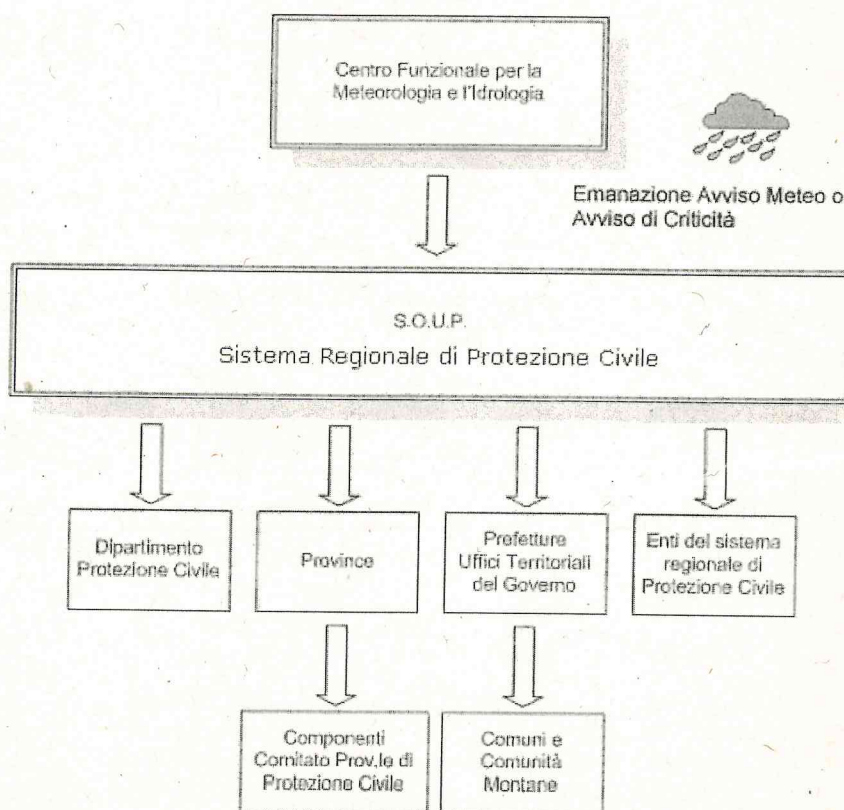 Centro Funzionale per la
Meteorologia e l'Idrologia
Emanazione Avviso Meteo o
Avviso di Criticità
S.O.U.P.
Sistema Regionale di Protezione Civile
Dipartimento
Protezione Civile
Province
Prefetture
Uffici Territoriali
del Governo
Enti del sistema
regionale di
Protezione Civile
Componenti
Comitato Prov.le di
Protezione Civile
Comuni e
Comunità
Montane